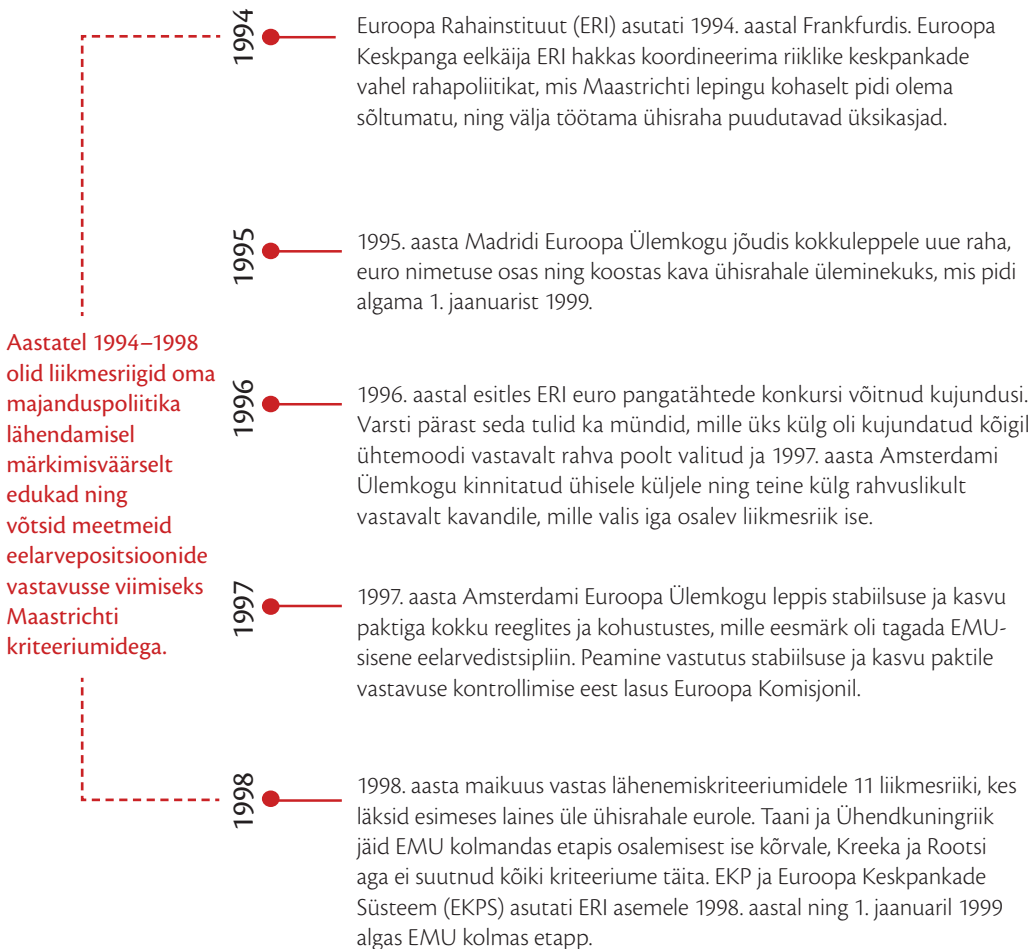 1994
Euroopa Rahainstituut (ERI) asutati 1994. aastal Frankfurdis. Euroopa
Keskpanga eelkäija ERI hakkas koordineerima riiklike keskpankade
vahel rahapoliitikat, mis Maastrichti lepingu kohaselt pidi olema
sõltumatu, ning välja töötama ühisraha puudutavad üksikasjad.
1995
1995. aasta Madridi Euroopa Ülemkogu jõudis kokkuleppele uue raha,
euro nimetuse osas ning koostas kava ühisrahale üleminekuks, mis pidi
algama 1. jaanuarist 1999.
Aastatel 1994–1998
olid liikmesriigid oma
majanduspoliitika
lähendamisel
märkimisväärselt
edukad ning
võtsid meetmeid
eelarvepositsioonide
vastavusse viimiseks
Maastrichti
kriteeriumidega.
1996
1996. aastal esitles ERI euro pangatähtede konkursi võitnud kujundusi.
Varsti pärast seda tulid ka mündid, mille üks külg oli kujundatud kõigil
ühtemoodi vastavalt rahva poolt valitud ja 1997. aasta Amsterdami
Ülemkogu kinnitatud ühisele küljele ning teine külg rahvuslikult
vastavalt kavandile, mille valis iga osalev liikmesriik ise.
1997
1997. aasta Amsterdami Euroopa Ülemkogu leppis stabiilsuse ja kasvu
paktiga kokku reeglites ja kohustustes, mille eesmärk oli tagada EMU-
sisene eelarvedistsipliin. Peamine vastutus stabiilsuse ja kasvu paktile
vastavuse kontrollimise eest lasus Euroopa Komisjonil.
1998
1998. aasta maikuus vastas lähenemiskriteeriumidele 11 liikmesriiki, kes
läksid esimeses laines üle ühisrahale eurole. Taani ja Ühendkuningriik
jäid EMU kolmandas etapis osalemisest ise kõrvale, Kreeka ja Rootsi
aga ei suutnud kõiki kriteeriume täita. EKP ja Euroopa Keskpankade
Süsteem (EKPS) asutati ERI asemele 1998. aastal ning 1. jaanuaril 1999
algas EMU kolmas etapp.